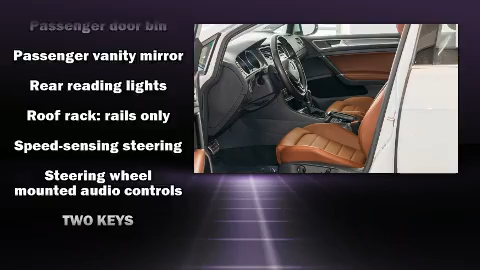 Passenger door bin
Passenger vanity mirror
Rear reading lights
Roof rack: rails only
Speed-sensing steering
Steering wheel
mounted audio controls
TWO KEYS